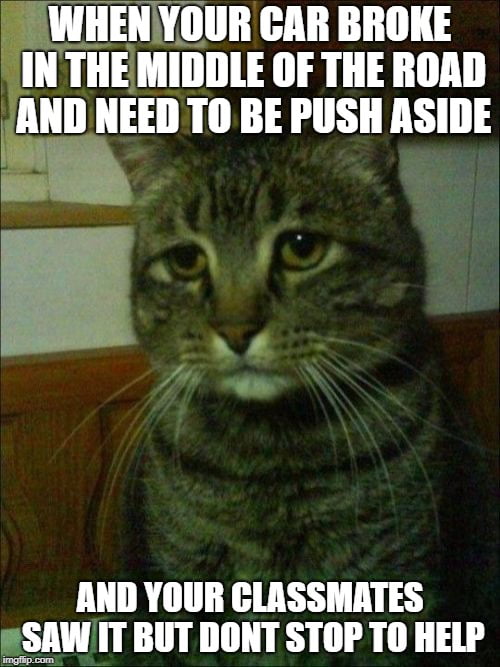 WHEN YOUR CAR BROKE
IN THE MIDDLE OF THE ROAD
AND NEED TO BE PUSH ASIDE
AND YOUR CLASSMATES
SAW IT BUT DONT STOP TO HELP
imgflip.com